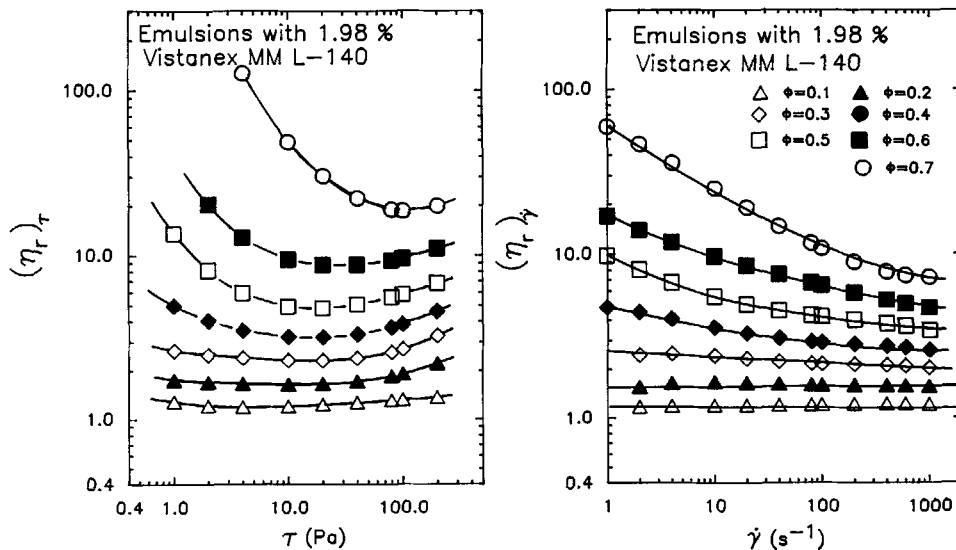 Emulsions with 1.98 %
Vistanex MM L-140
100.0
10.0
1.0
0.4
(ηr)τ
0.4 1.0 10.0 100.0
τ (Pa)
Emulsions with 1.98 %
Vistanex MM L-140
ϕ=0.1 ϕ=0.2
ϕ=0.3 ϕ=0.4
ϕ=0.5 ϕ=0.6
ϕ=0.7
100.0
10.0
1.0
0.4
(ηr)γ̇
1 10 100 1000
γ̇ (s⁻¹)